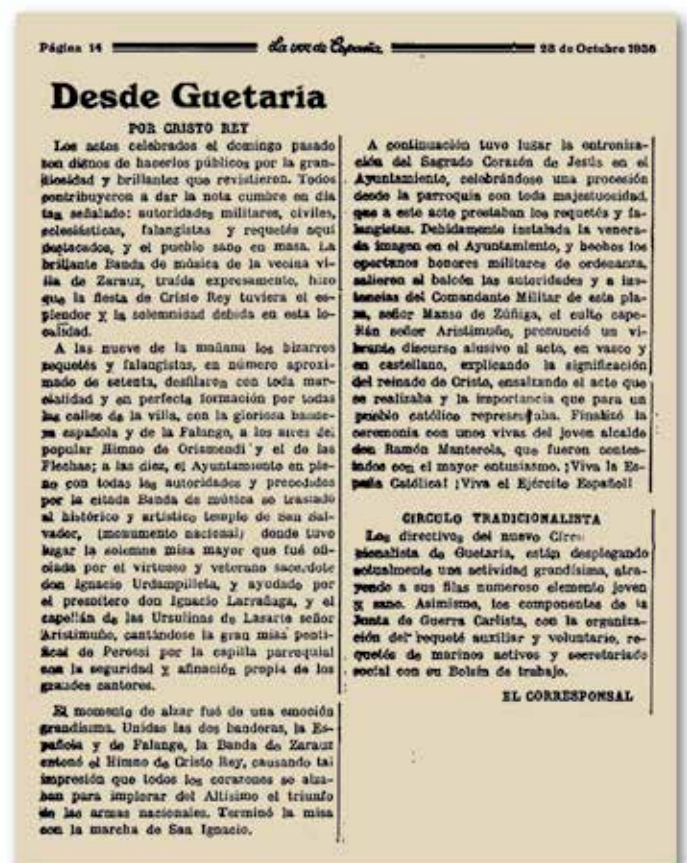 Página 14
La voz de España
28 de Octubre 1936
Desde Guetaria
POR CRISTO REY
Los actos celebrados el domingo pasado
son dignos de hacerlos públicos por la gran-
diosidad y brillantez que revistieron. Todos
contribuyeron a dar la nota cumbre en día
tan señalado: autoridades militares, civiles,
eclesiásticas, falangistas y requetés aquí
destacados, y el pueblo sano en masa. La
brillante Banda de música de la vecina vi-
lla de Zarauz, traída expresamente, hizo
que la fiesta de Cristo Rey tuviera el es-
plendor y la solemnidad debida en esta lo-
calidad.
A las nueve de la mañana los bizarros
requetés y falangistas, en número aproxi-
mado de setenta, desfilaron con toda mar-
cialidad y en perfecta formación por todas
las calles de la villa, con la gloriosa bande-
ra española y de la Falange, a los aires del
popular Himno de Oriamendi y el de las
Flechas; a las diez, el Ayuntamiento en ple-
no con todas las autoridades y precedidos
por la citada Banda de música se trasladó
al histórico y artístico templo de San Sal-
vador, (monumento nacional) donde tuvo
lugar la solemne misa mayor que fué ofi-
ciada por el virtuoso y veterano sacerdote
don Ignacio Urdampilleta, y ayudado por
el presbítero don Ignacio Larrañaga, y el
capellán de las Ursulinas de Lasarte señor
Aristimuño, cantándose la gran misa ponti-
fical de Perossi por la capilla parroquial
con la seguridad y afinación propia de los
grandes cantores.
El momento de alzar fué de una emoción
grandísima. Unidas las dos banderas, la Es-
pañola y de Falange, la Banda de Zarauz
entonó el Himno de Cristo Rey, causando tal
impresión que todos los corazones se alza-
ban para implorar del Altísimo el triunfo
de las armas nacionales. Terminó la misa
con la marcha de San Ignacio.
A continuación tuvo lugar la entroniza-
ción del Sagrado Corazón de Jesús en el
Ayuntamiento, celebrándose una procesión
desde la parroquia con toda majestuosidad,
que a este acto prestaban los requetés y fa-
langistas. Debidamente instalada la venera-
da imagen en el Ayuntamiento, y hechos los
oportunos honores militares de ordenanza,
salieron al balcón las autoridades y a ins-
tancias del Comandante Militar de esta pla-
za, señor Manso de Zúñiga, el culto cape-
llán señor Aristimuño, pronunció un vi-
brante discurso alusivo al acto, en vasco y
en castellano, explicando la significación
del reinado de Cristo, ensalzando el acto que
se realizaba y la importancia que para un
pueblo católico representaba. Finalizó la
ceremonia con unos vivas del joven alcalde
don Ramón Manterola, que fueron contes-
tados con el mayor entusiasmo. ¡Viva la Es-
paña Católica! ¡Viva el Ejército Español!
CIRCULO TRADICIONALISTA
Los directivos del nuevo Círcu
cionalista de Guetaria, están desplegando
actualmente una actividad grandísima, atra-
yendo a sus filas numeroso elemento joven
y sano. Asimismo, los componentes de la
Junta de Guerra Carlista, con la organiza-
ción del requeté auxiliar y voluntario, re-
quetés de marinos activos y secretariado
social con su Bolsín de trabajo.
EL CORRESPONSAL